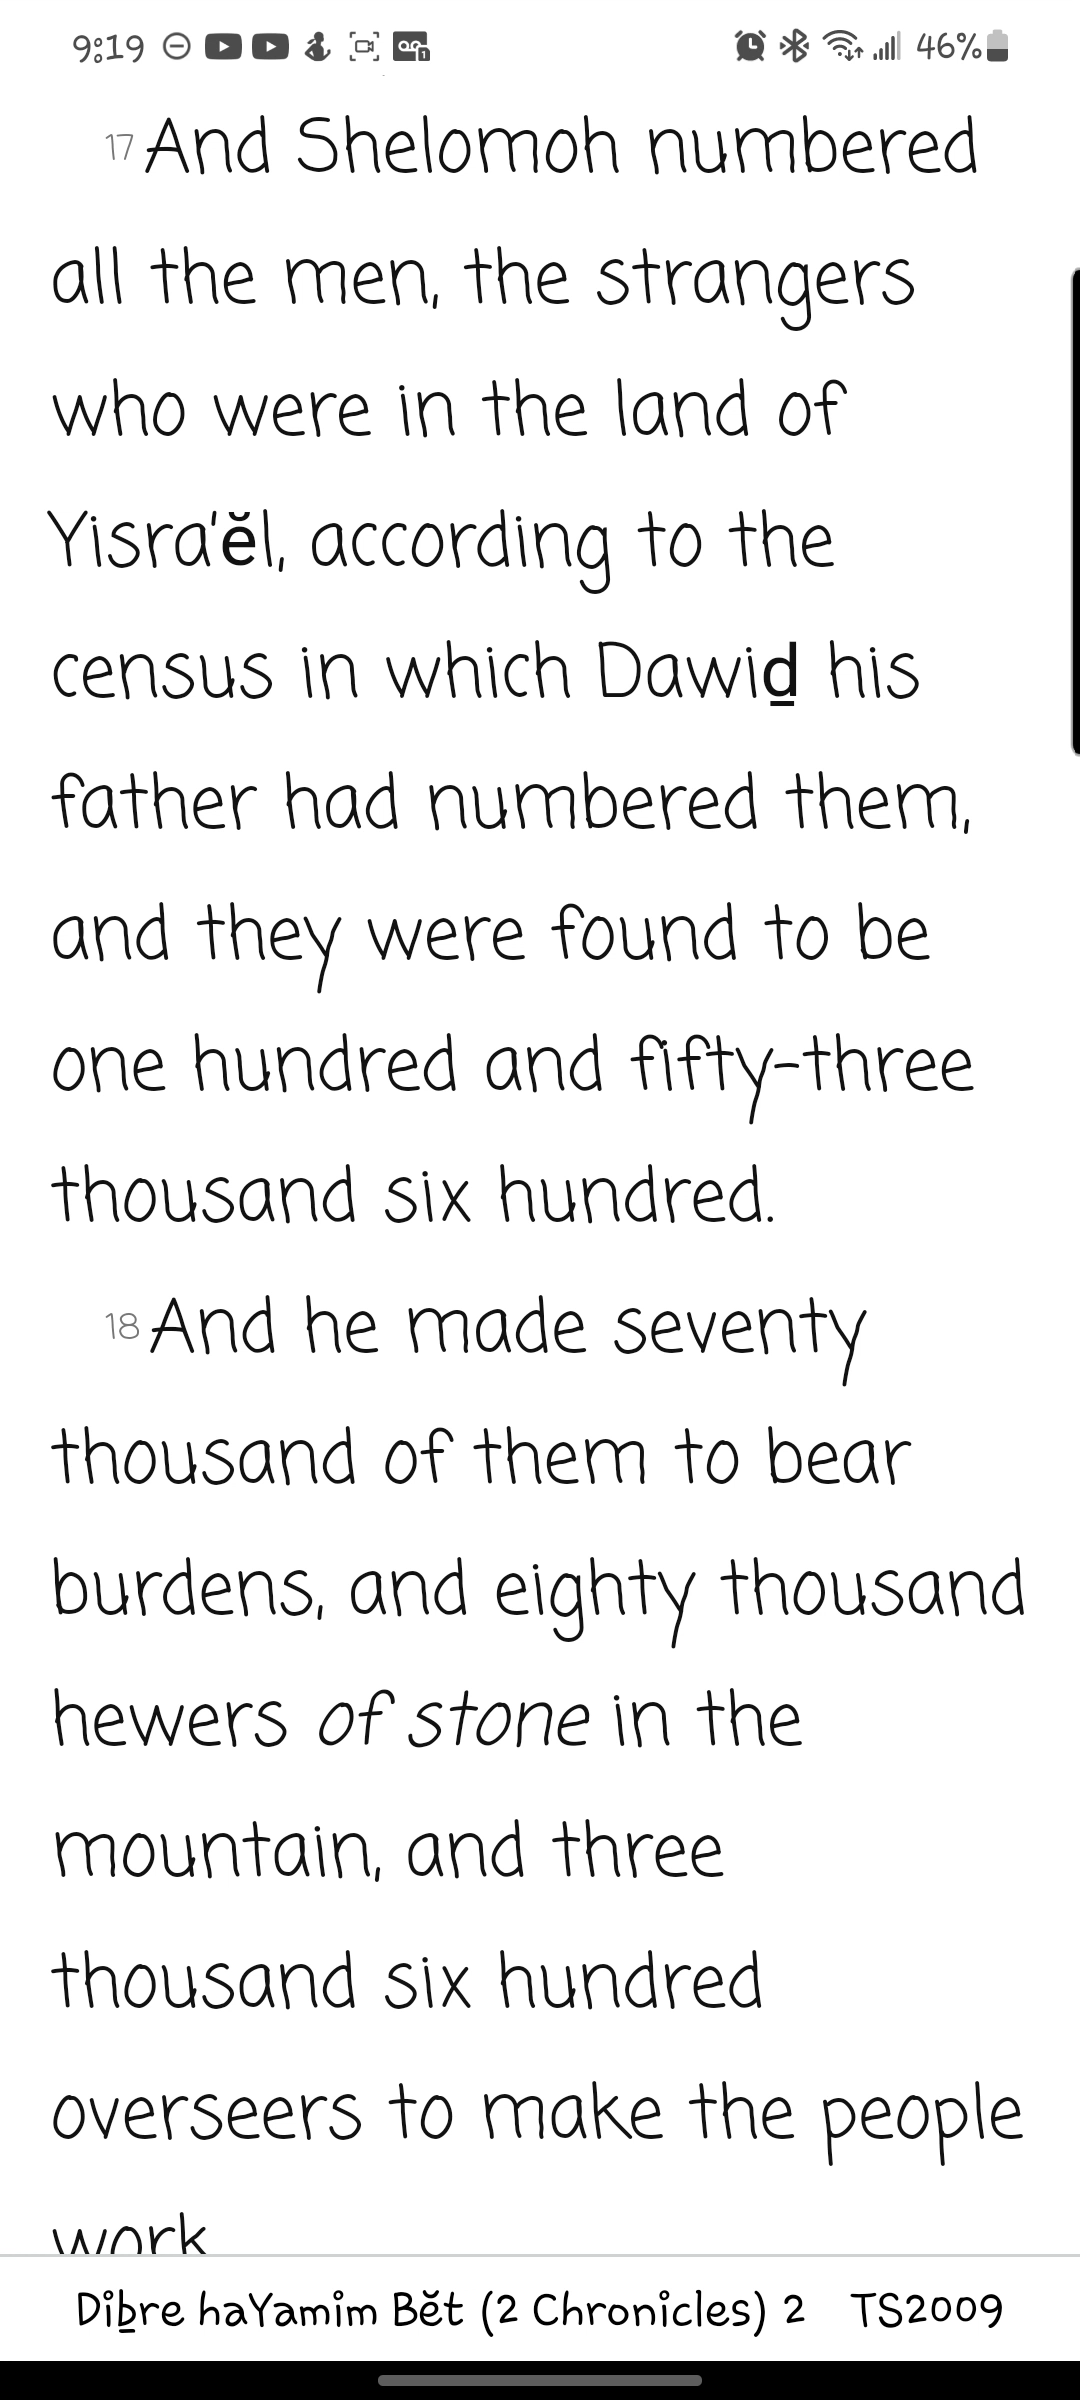 9:19 46%
17 And Shelomoh numbered
all the men, the strangers
who were in the land of
Yisra'ĕl, according to the
census in which Dawiḏ his
father had numbered them,
and they were found to be
one hundred and fifty-three
thousand six hundred.
18 And he made seventy
thousand of them to bear
burdens, and eighty thousand
hewers of stone in the
mountain, and three
thousand six hundred
overseers to make the people
work
Diḇre haYamim Bĕt (2 Chronicles) 2 TS2009